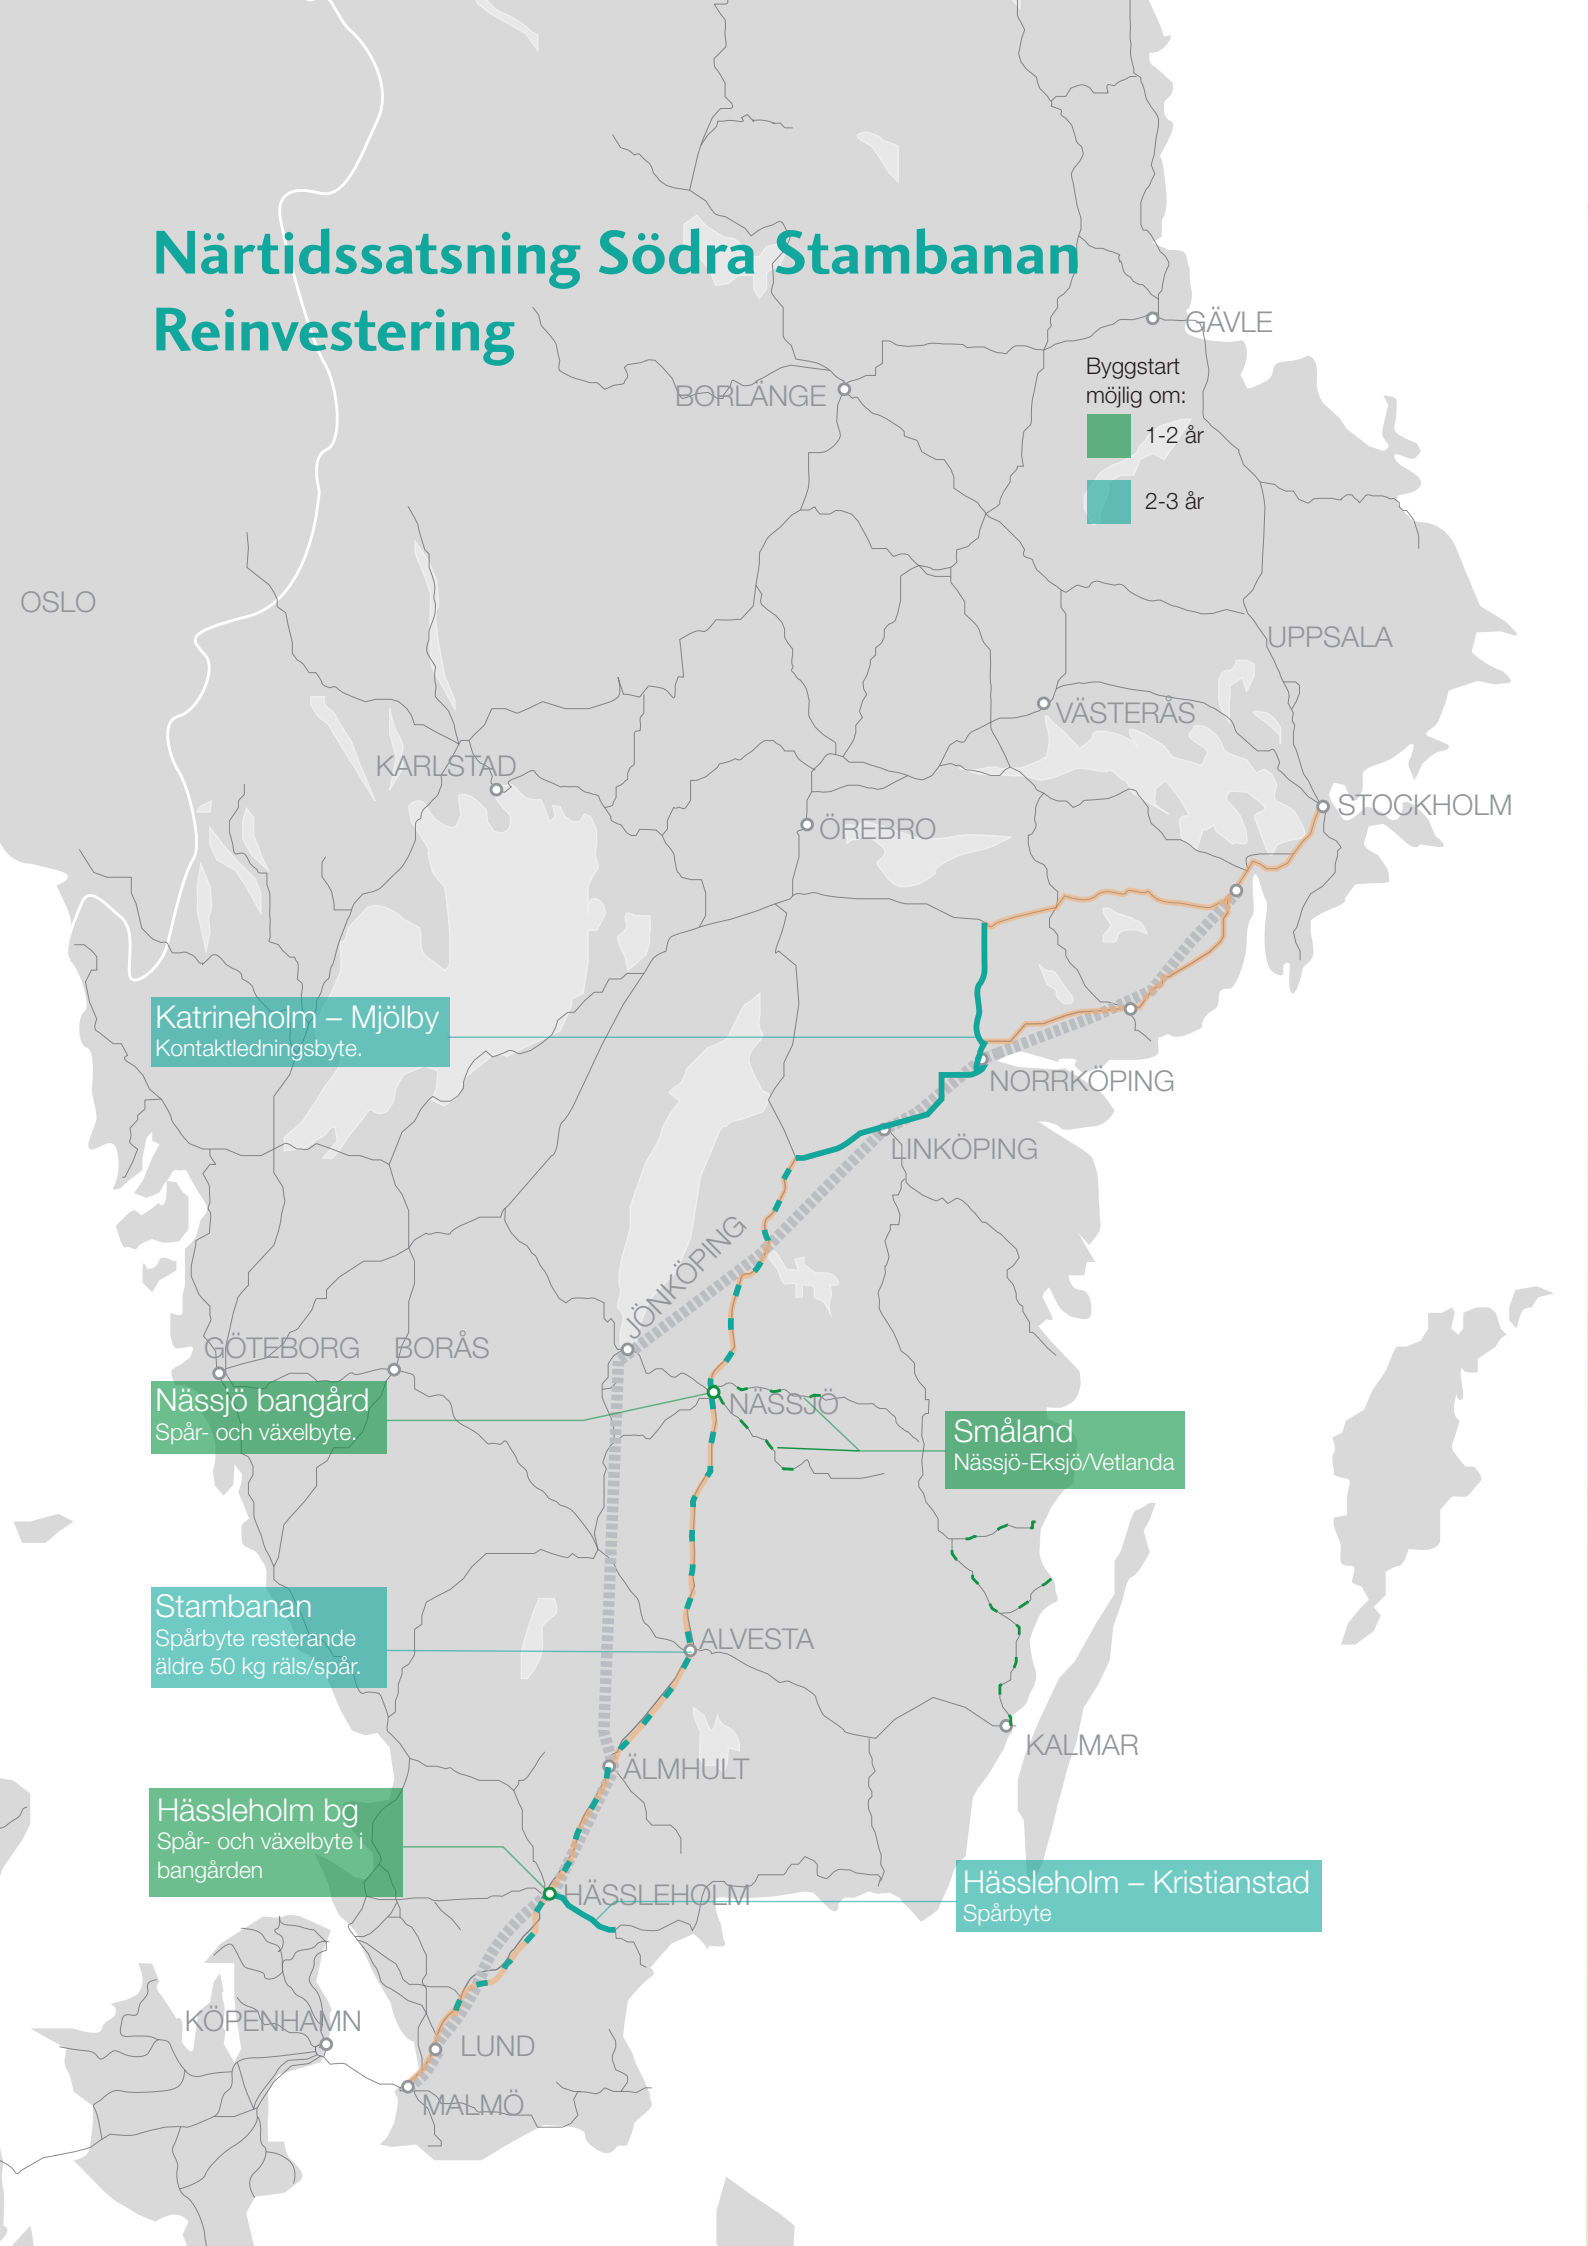 Närtidssatsning Södra Stambanan
Reinvestering
GÄVLE
Byggstart
möjlig om:
BORLÄNGE
1-2 år
2-3 år
OSLO
UPPSALA
VÄSTERÅS
KARLSTAD
STOCKHOLM
ÖREBRO
Katrineholm – Mjölby
Kontaktledningsbyte.
NORRKÖPING
LINKÖPING
JÖNKÖPING
GÖTEBORG
BORÅS
Nässjö bangård
Spår- och växelbyte.
NÄSSJÖ
Småland
Nässjö-Eksjö/Vetlanda
Stambanan
Spårbyte resterande
äldre 50 kg räls/spår.
ALVESTA
KALMAR
ÄLMHULT
Hässleholm bg
Spår- och växelbyte i
bangården
HÄSSLEHOLM
Hässleholm – Kristianstad
Spårbyte
KÖPENHAMN
LUND
MALMÖ